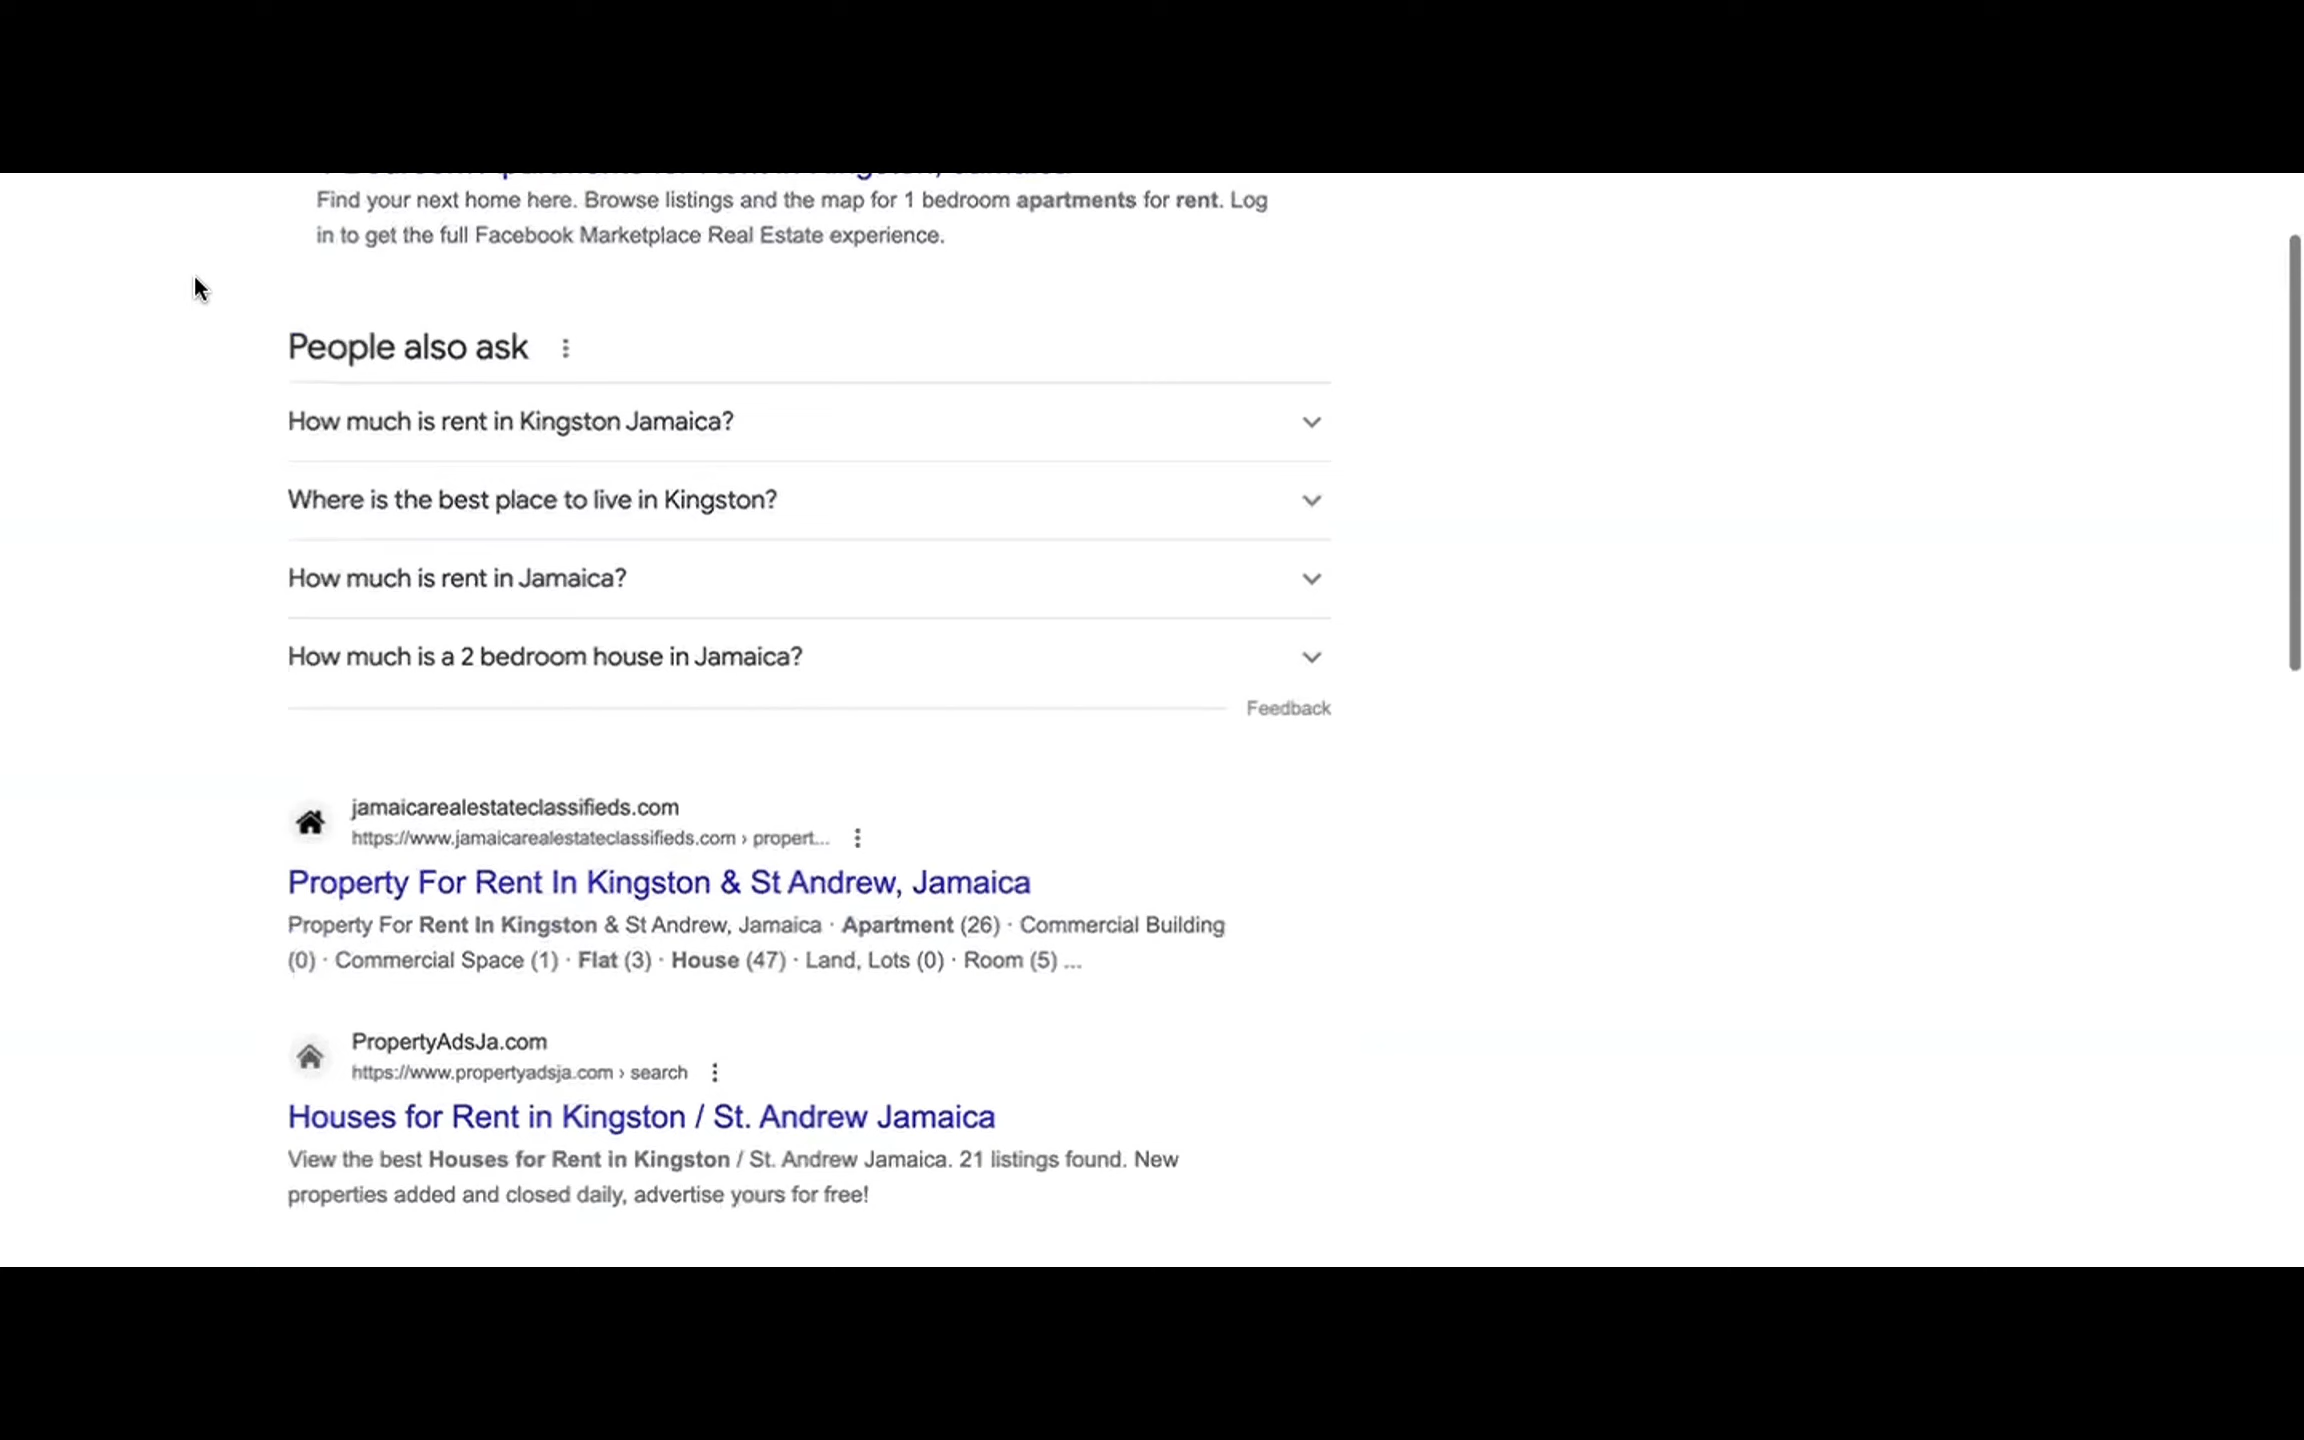 Find your next home here. Browse listings and the map for 1 bedroom apartments for rent. Log
in to get the full Facebook Marketplace Real Estate experience.
People also ask
How much is rent in Kingston Jamaica?
Where is the best place to live in Kingston?
How much is rent in Jamaica?
How much is a 2 bedroom house in Jamaica?
Feedback
jamaicarealestateclassifieds.com
https://www.jamaicarealestateclassifieds.com › propert...
Property For Rent In Kingston & St Andrew, Jamaica
Property For Rent In Kingston & St Andrew, Jamaica · Apartment (26) · Commercial Building
(0) · Commercial Space (1) · Flat (3) · House (47) · Land, Lots (0) · Room (5) ...
PropertyAdsJa.com
https://www.propertyadsja.com › search
Houses for Rent in Kingston / St. Andrew Jamaica
View the best Houses for Rent in Kingston / St. Andrew Jamaica. 21 listings found. New
properties added and closed daily, advertise yours for free!